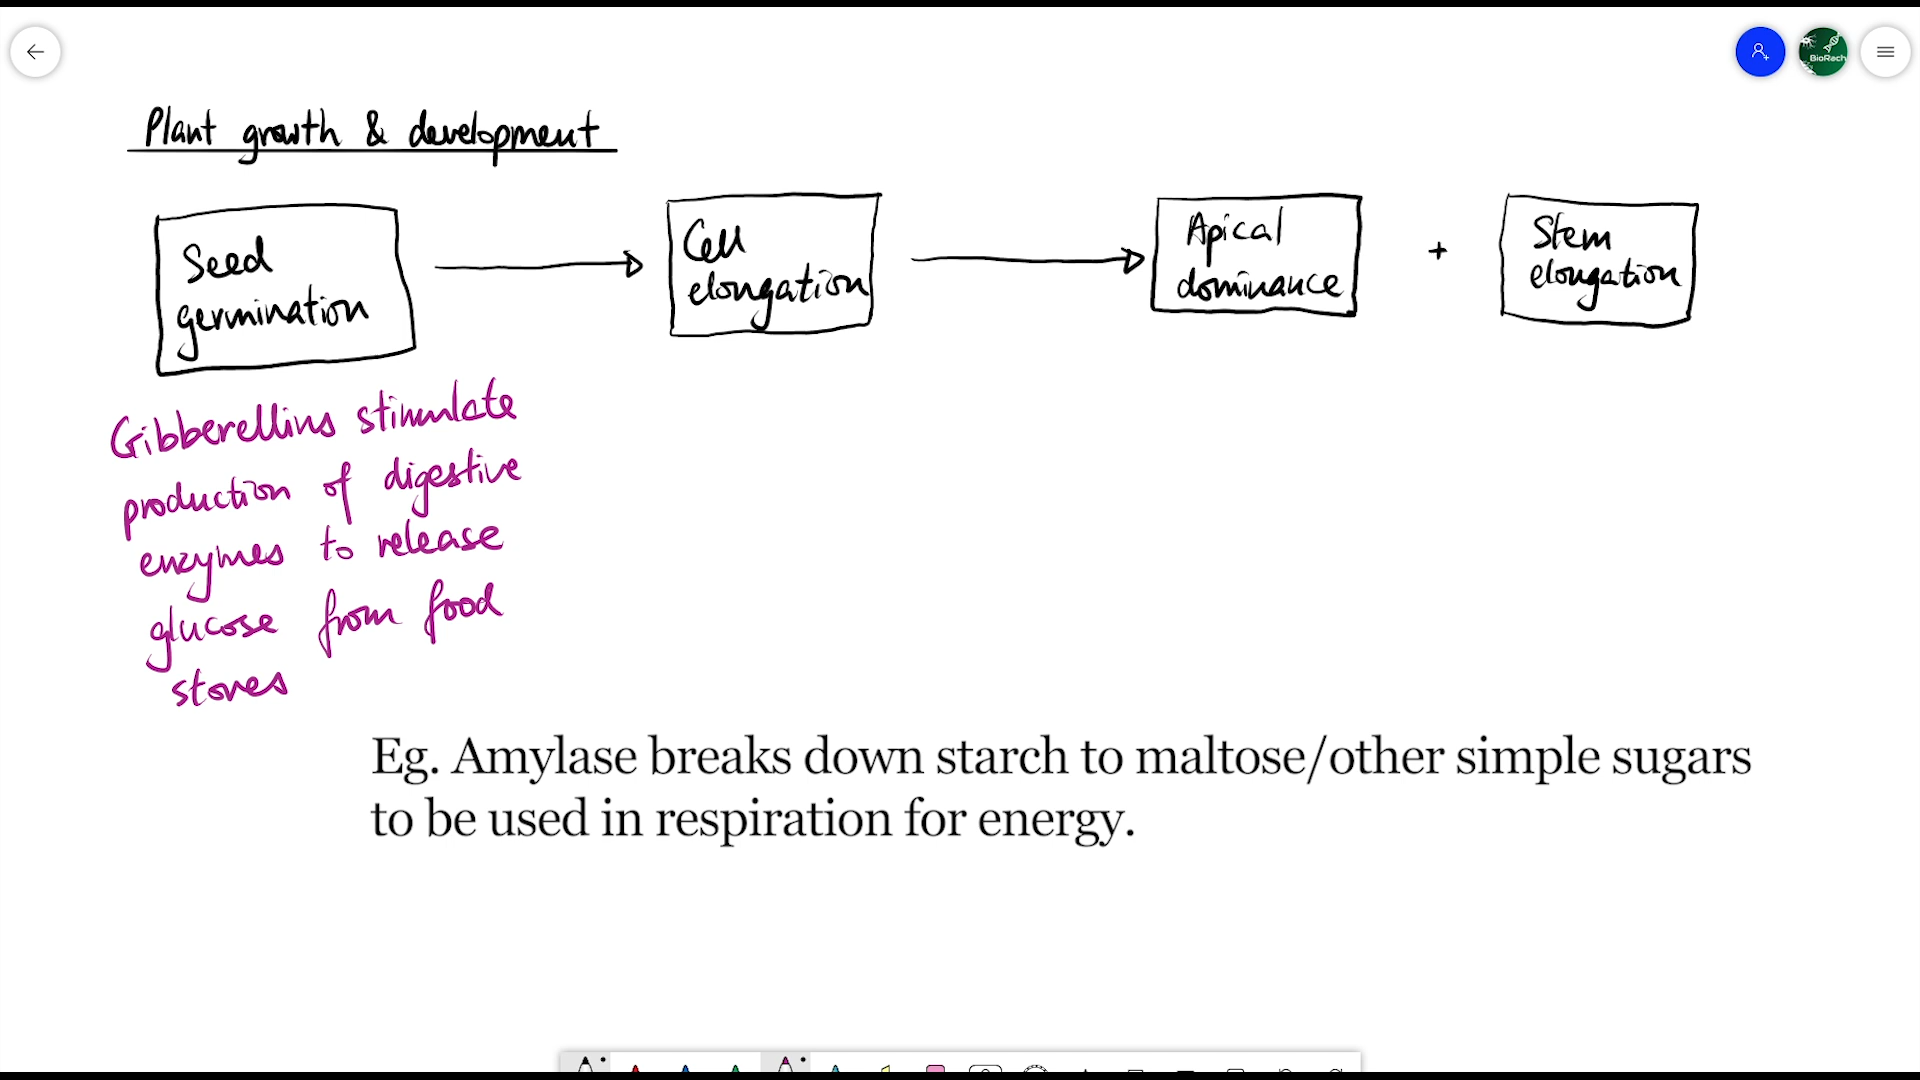 BioRach
Plant growth & development
Seed
germination
Cell
elongation
Apical
dominance
+
Stem
elongation
Gibberellins stimulate
production of digestive
enzymes to release
glucose from food
stores
Eg. Amylase breaks down starch to maltose/other simple sugars
to be used in respiration for energy.